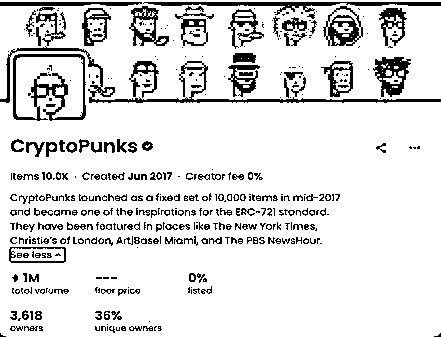 CryptoPunks
Items 10.0K · Created Jun 2017 · Creator fee 0%
CryptoPunks launched as a fixed set of 10,000 items in mid-2017
and became one of the inspirations for the ERC-721 standard.
They have been featured in places like The New York Times,
Christie's of London, Art|Basel Miami, and The PBS NewsHour.
See less
1M --- 0%
total volume floor price listed
3,618 36%
owners unique owners